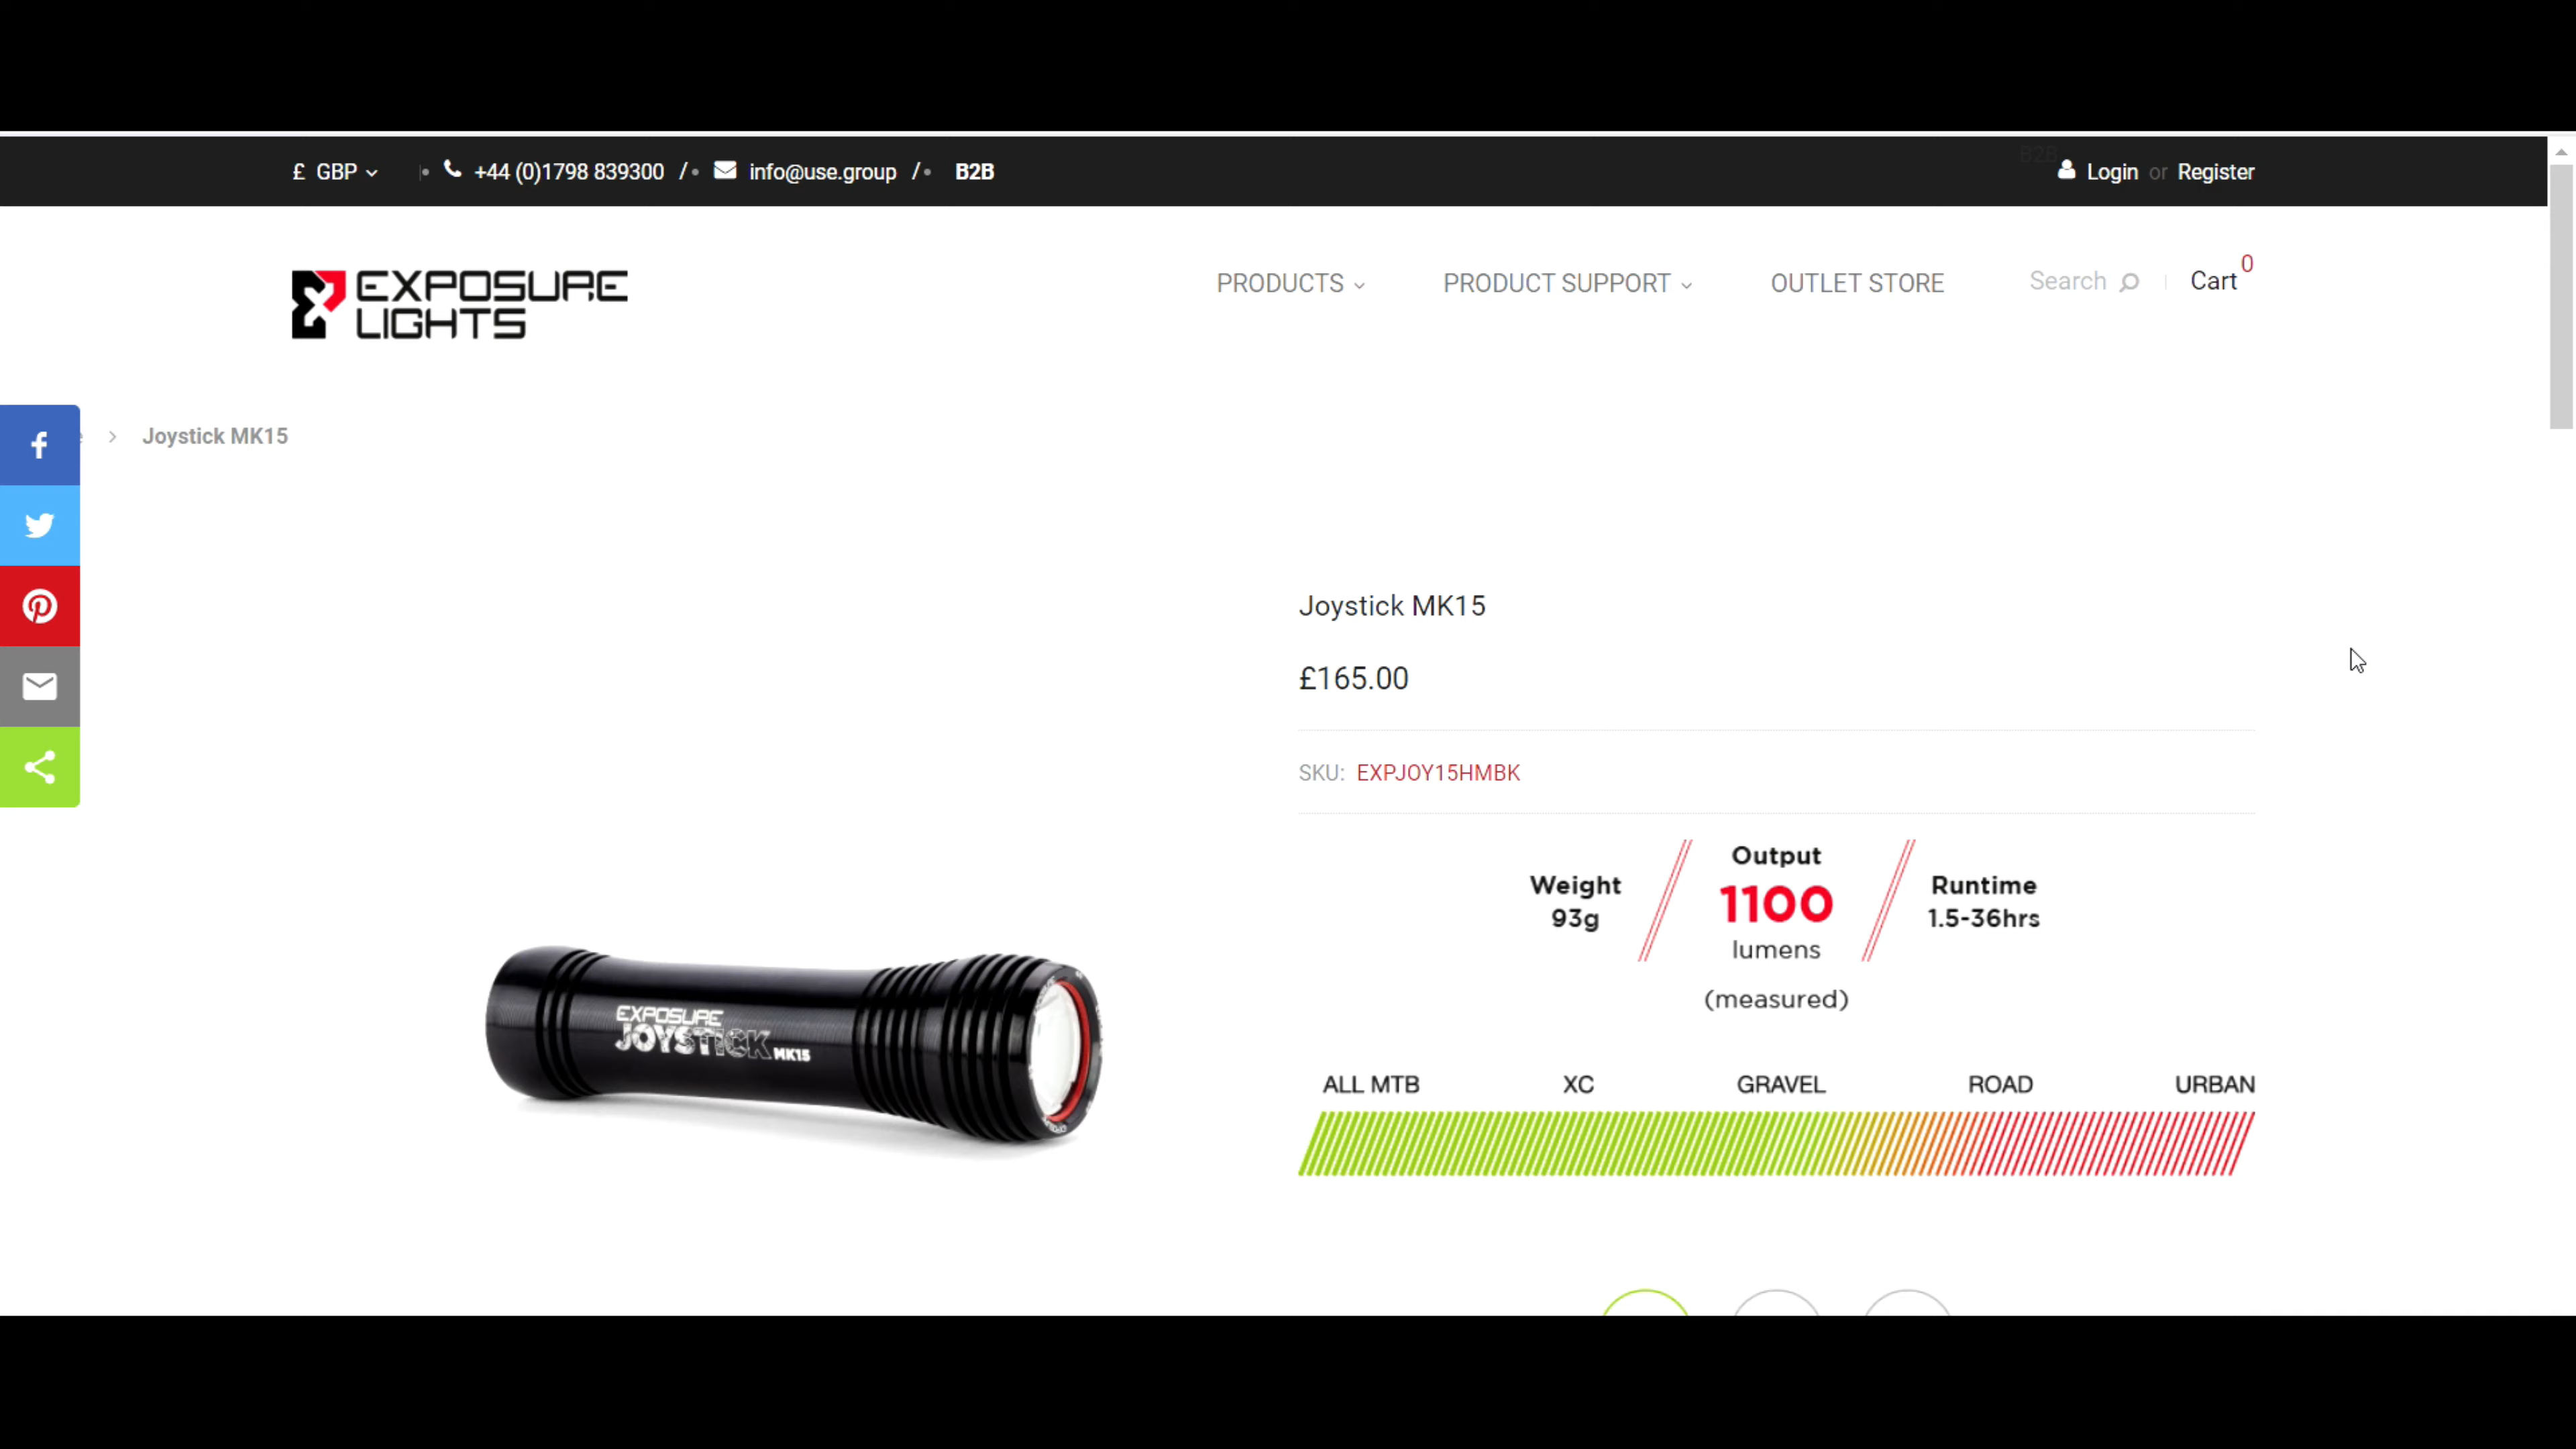 £ GBP +44 (0)1798 839300 / info@use.group / B2B Login or Register
EXPOSURE
LIGHTS
PRODUCTS PRODUCT SUPPORT OUTLET STORE Search Cart 0
Joystick MK15
Joystick MK15
£165.00
SKU: EXPJOY15HMBK
Weight
93g
Output
1100
lumens
(measured)
Runtime
1.5-36hrs
EXPOSURE
JOYSTICK MK15
ALL MTB XC GRAVEL ROAD URBAN